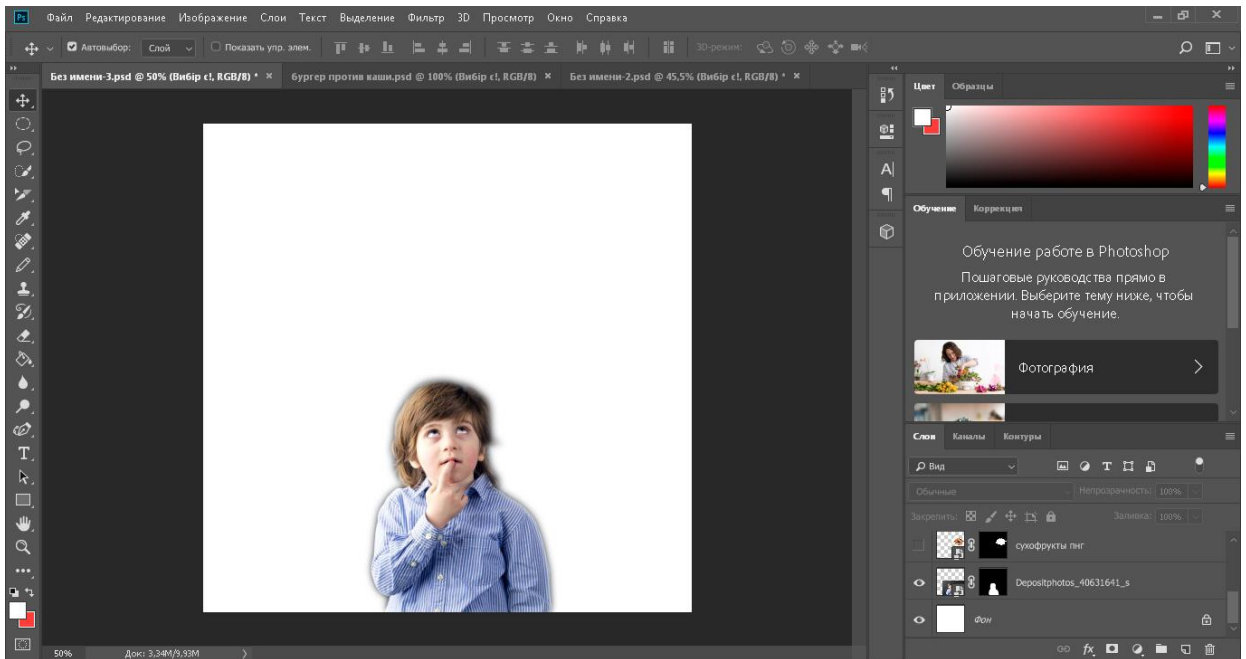 Ps Файл Редактирование Изображение Слои Текст Выделение Фильтр 3D Просмотр Окно Справка
Автовыбор: Слой Показать упр. элем. 3D-режим:
Без имени-3.psd @ 50% (Вибір є!, RGB/8) * × бургер против каши.psd @ 100% (Вибір є!, RGB/8) × Без имени-2.psd @ 45,5% (Вибір є!, RGB/8) * ×
Цвет Образцы
Обучение Коррекция
Обучение работе в Photoshop
Пошаговые руководства прямо в
приложении. Выберите тему ниже, чтобы
начать обучение.
Фотография
Слои Каналы Контуры
Вид
Обычные Непрозрачность: 100%
Закрепить: Заливка: 100%
сухофрукты пнг
Depositphotos_40631641_s
Фон
50% Док: 3,34M/9,93M